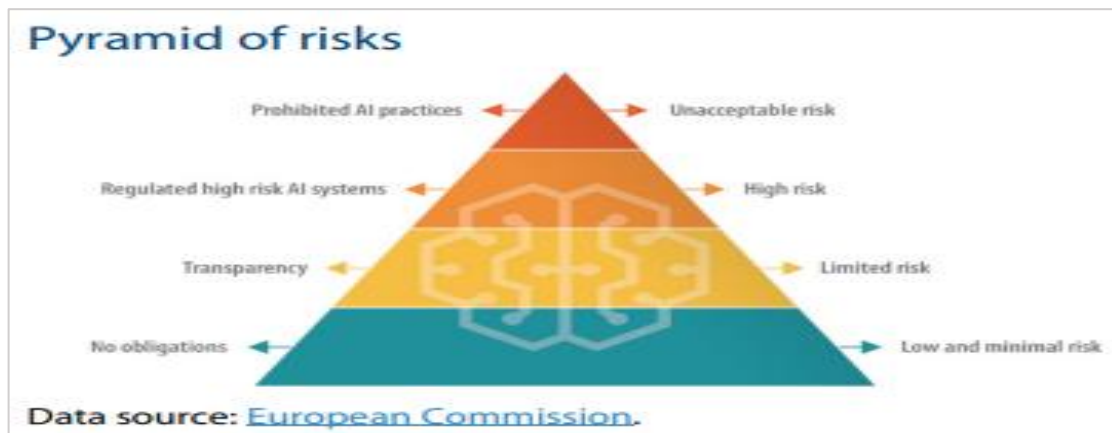 Pyramid of risks
Prohibited AI practices Unacceptable risk
Regulated high risk AI systems High risk
Transparency Limited risk
No obligations Low and minimal risk
Data source: European Commission.